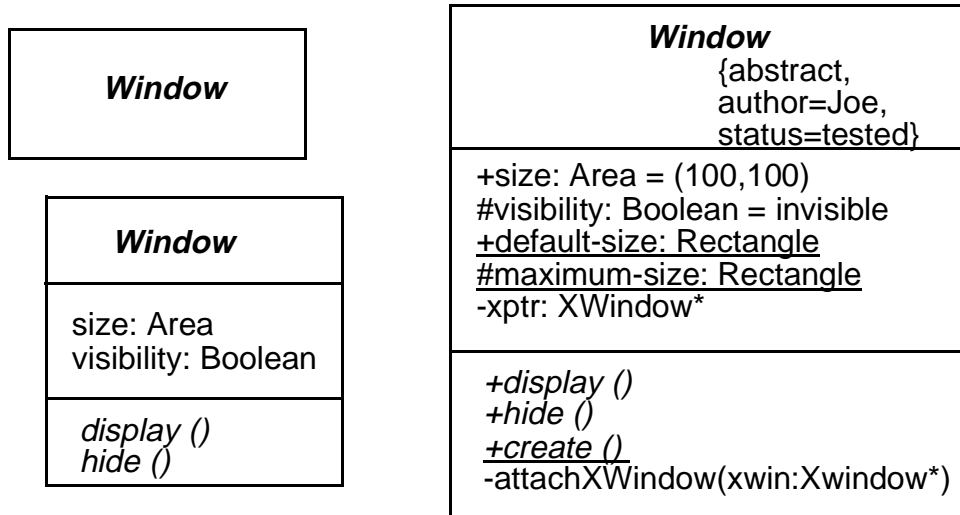 Window
Window
size: Area
visibility: Boolean
display ()
hide ()
Window
{abstract,
author=Joe,
status=tested}
+size: Area = (100,100)
#visibility: Boolean = invisible
+default-size: Rectangle
#maximum-size: Rectangle
-xptr: XWindow*
+display ()
+hide ()
+create ()
-attachXWindow(xwin:Xwindow*)